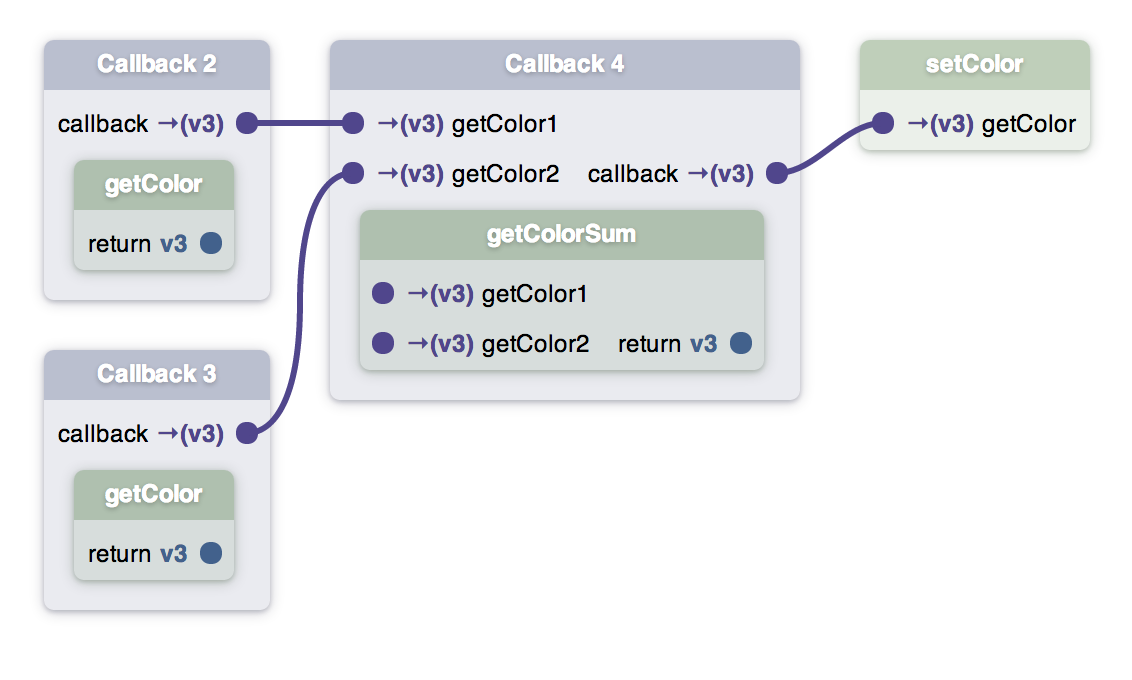 Callback 2
callback →(v3)
getColor
return v3
Callback 3
callback →(v3)
getColor
return v3
Callback 4
→(v3) getColor1
→(v3) getColor2 callback →(v3)
getColorSum
→(v3) getColor1
→(v3) getColor2 return v3
setColor
→(v3) getColor